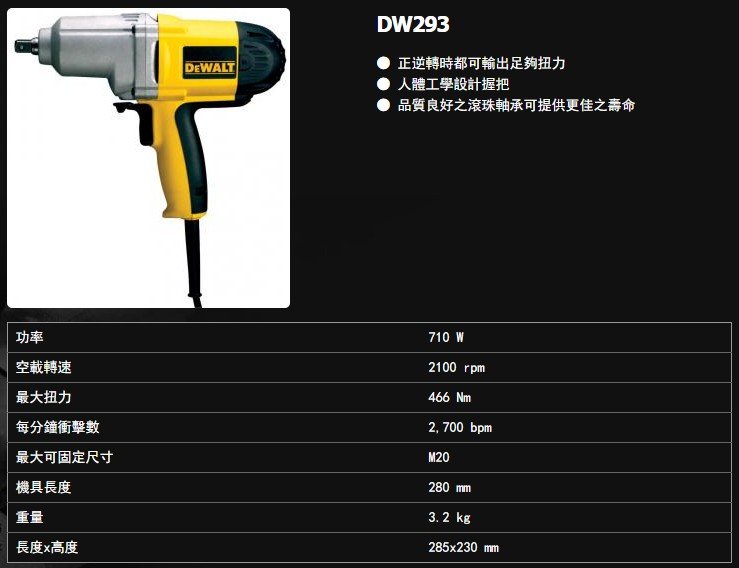 DEWALT
DW293
● 正逆轉時都可輸出足夠扭力
● 人體工學設計握把
● 品質良好之滾珠軸承可提供更佳之壽命
功率 710 W
空載轉速 2100 rpm
最大扭力 466 Nm
每分鐘衝擊數 2,700 bpm
最大可固定尺寸 M20
機具長度 280 mm
重量 3.2 kg
長度x高度 285x230 mm